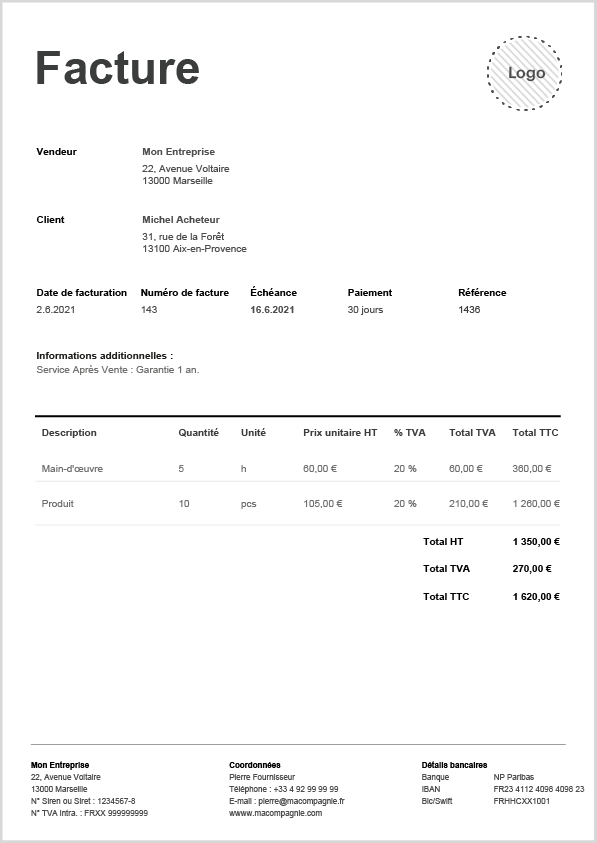 Facture
Logo
Vendeur Mon Entreprise
22, Avenue Voltaire
13000 Marseille
Client Michel Acheteur
31, rue de la Forêt
13100 Aix-en-Provence
Date de facturation Numéro de facture Échéance Paiement Référence
2.6.2021 143 16.6.2021 30 jours 1436
Informations additionnelles :
Service Après Vente : Garantie 1 an.
Description Quantité Unité Prix unitaire HT % TVA Total TVA Total TTC
Main-d'œuvre 5 h 60,00 € 20 % 60,00 € 360,00 €
Produit 10 pcs 105,00 € 20 % 210,00 € 1 260,00 €
Total HT 1 350,00 €
Total TVA 270,00 €
Total TTC 1 620,00 €
Mon Entreprise Coordonnées Détails bancaires
22, Avenue Voltaire Pierre Fournisseur Banque NP Paribas
13000 Marseille Téléphone : +33 4 92 99 99 99 IBAN FR23 4112 4098 4098 23
N° Siren ou Siret : 1234567-8 E-mail : pierre@macompagnie.fr Bic/Swift FRHHCXX1001
N° TVA intra. : FRXX 999999999 wwww.macompagnie.com